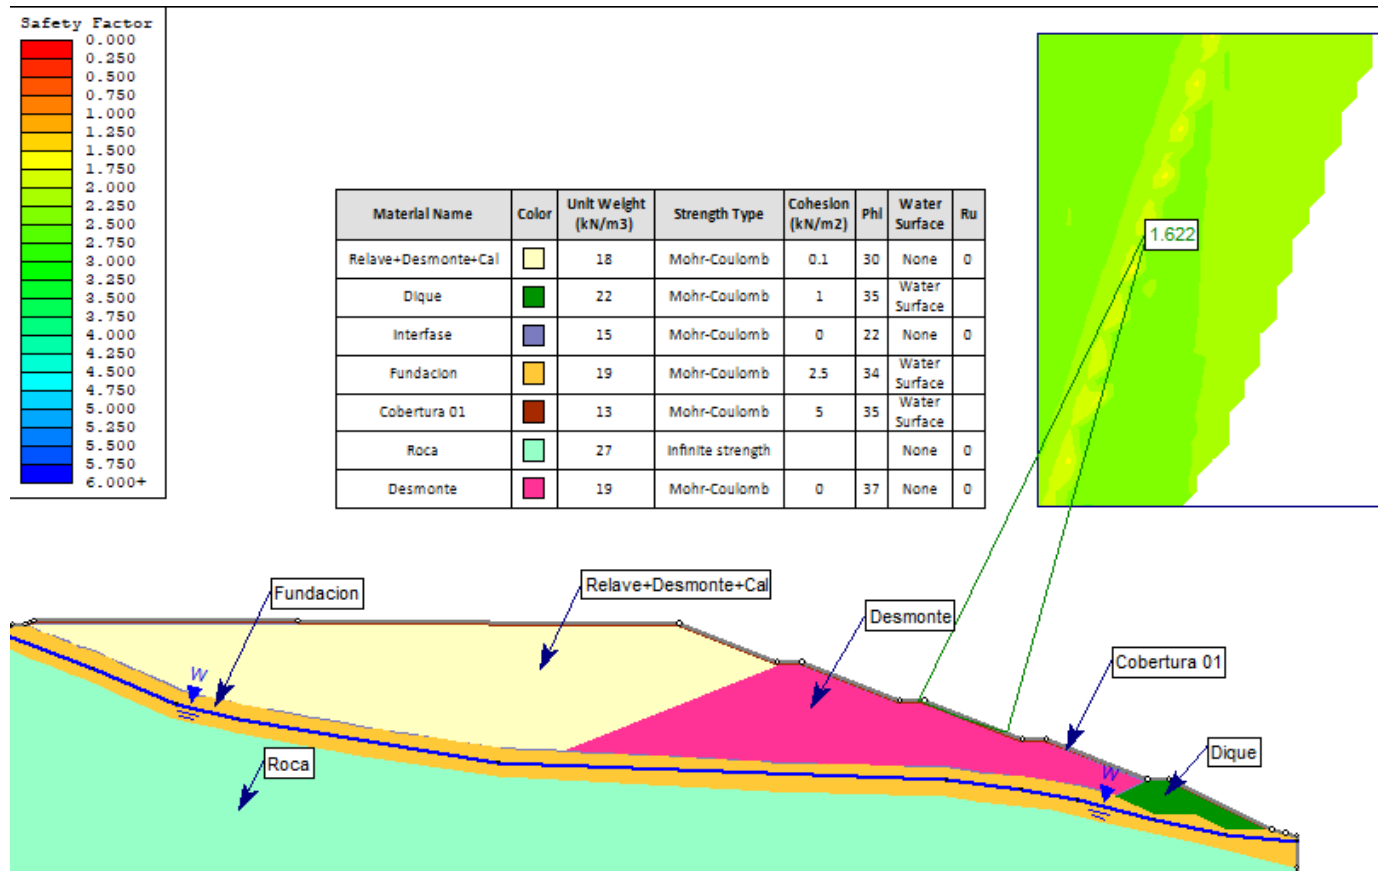 Safety Factor
0.000
0.250
0.500
0.750
1.000
1.250
1.500
1.750
2.000
2.250
2.500
2.750
3.000
3.250
3.500
3.750
4.000
4.250
4.500
4.750
5.000
5.250
5.500
5.750
6.000+
Material Name Color Unit Weight (kN/m3) Strength Type Cohesion (kN/m2) Phi Water Surface Ru
Relave+Desmonte+Cal 18 Mohr-Coulomb 0.1 30 None 0
Dique 22 Mohr-Coulomb 1 35 Water Surface
Interfase 15 Mohr-Coulomb 0 22 None 0
Fundacion 19 Mohr-Coulomb 2.5 34 Water Surface
Cobertura 01 13 Mohr-Coulomb 5 35 Water Surface
Roca 27 Infinite strength None 0
Desmonte 19 Mohr-Coulomb 0 37 None 0
1.622
Fundacion
Relave+Desmonte+Cal
Desmonte
Cobertura 01
W
Dique
Roca
W